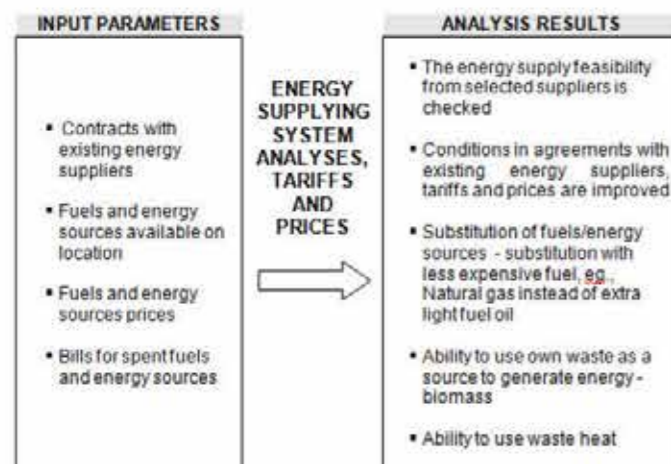 INPUT PARAMETERS
▪ Contracts with
existing energy
suppliers
▪ Fuels and energy
sources available on
location
▪ Fuels and energy
sources prices
▪ Bills for spent fuels
and energy sources
ENERGY
SUPPLYING
SYSTEM
ANALYSES,
TARIFFS
AND
PRICES
ANALYSIS RESULTS
▪ The energy supply feasibility
from selected suppliers is
checked
▪ Conditions in agreements with
existing energy suppliers,
tariffs and prices are improved
▪ Substitution of fuels/energy
sources - substitution with
less expensive fuel, eg.,
Natural gas instead of extra
light fuel oil
▪ Ability to use own waste as a
source to generate energy -
biomass
▪ Ability to use waste heat